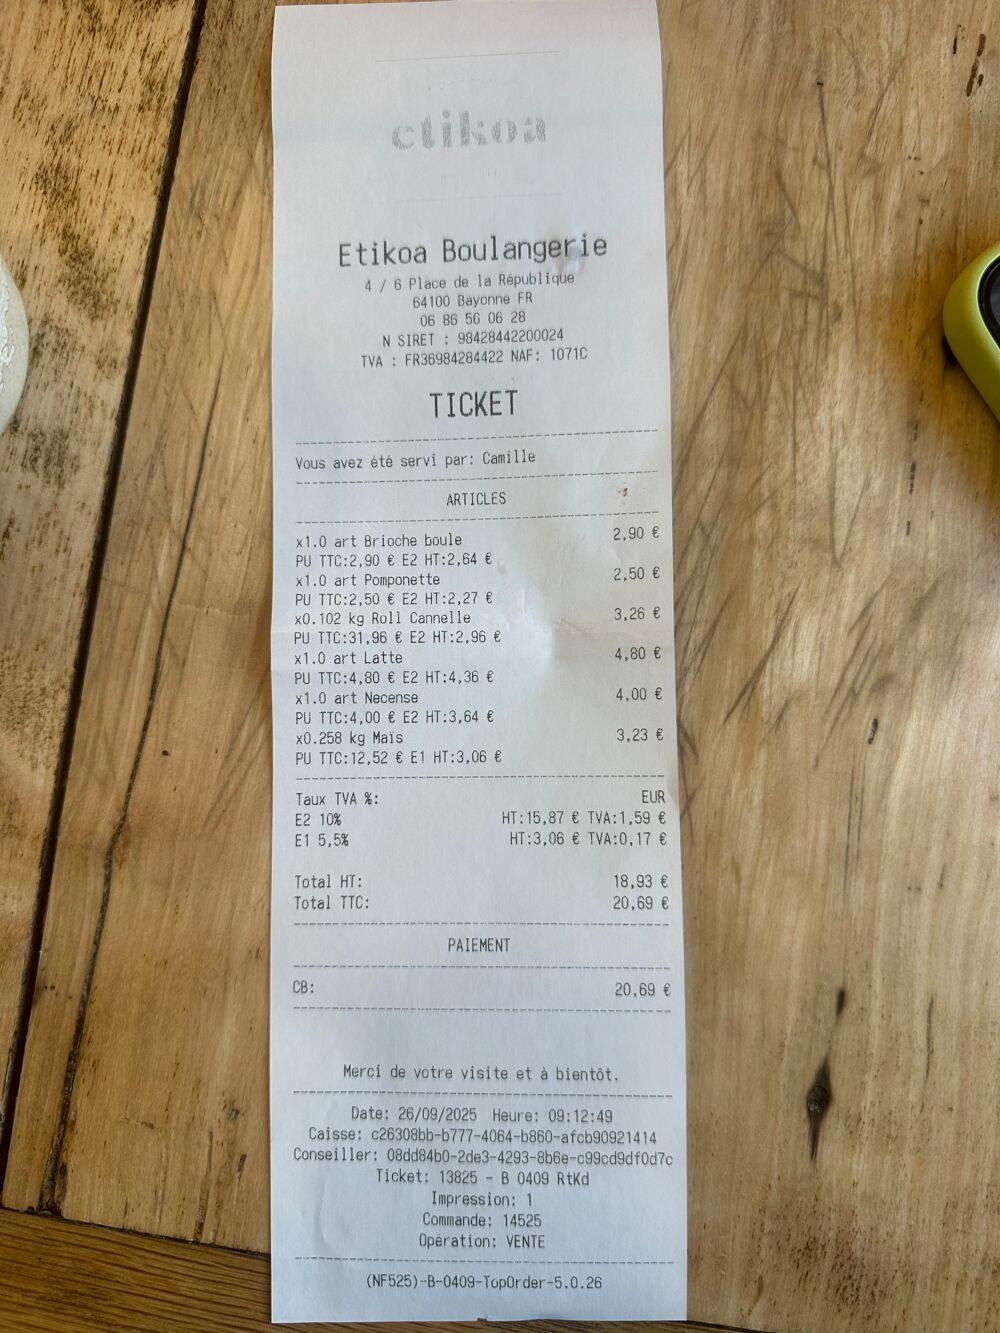 etikoa
Etikoa Boulangerie
4 / 6 Place de la République
64100 Bayonne FR
06 86 56 06 28
N SIRET : 98428442200024
TVA : FR36984284422 NAF: 1071C
TICKET
Vous avez été servi par: Camille
ARTICLES
x1.0 art Brioche boule 2,90 €
PU TTC:2,90 € E2 HT:2,64 €
x1.0 art Pomponette 2,50 €
PU TTC:2,50 € E2 HT:2,27 €
x0.102 kg Roll Cannelle 3,26 €
PU TTC:31,96 € E2 HT:2,96 €
x1.0 art Latte 4,80 €
PU TTC:4,80 € E2 HT:4,36 €
x1.0 art Necense 4,00 €
PU TTC:4,00 € E2 HT:3,64 €
x0.258 kg Maïs 3,23 €
PU TTC:12,52 € E1 HT:3,06 €
Taux TVA %: EUR
E2 10% HT:15,87 € TVA:1,59 €
E1 5,5% HT:3,06 € TVA:0,17 €
Total HT: 18,93 €
Total TTC: 20,69 €
PAIEMENT
CB: 20,69 €
Merci de votre visite et à bientôt.
Date: 26/09/2025 Heure: 09:12:49
Caisse: c26308bb-b777-4064-b860-afcb90921414
Conseiller: 08dd84b0-2de3-4293-8b6e-c99cd9df0d7c
Ticket: 13825 - B 0409 RtKd
Impression: 1
Commande: 14525
Opération: VENTE
(NF525)-B-0409-TopOrder-5.0.26